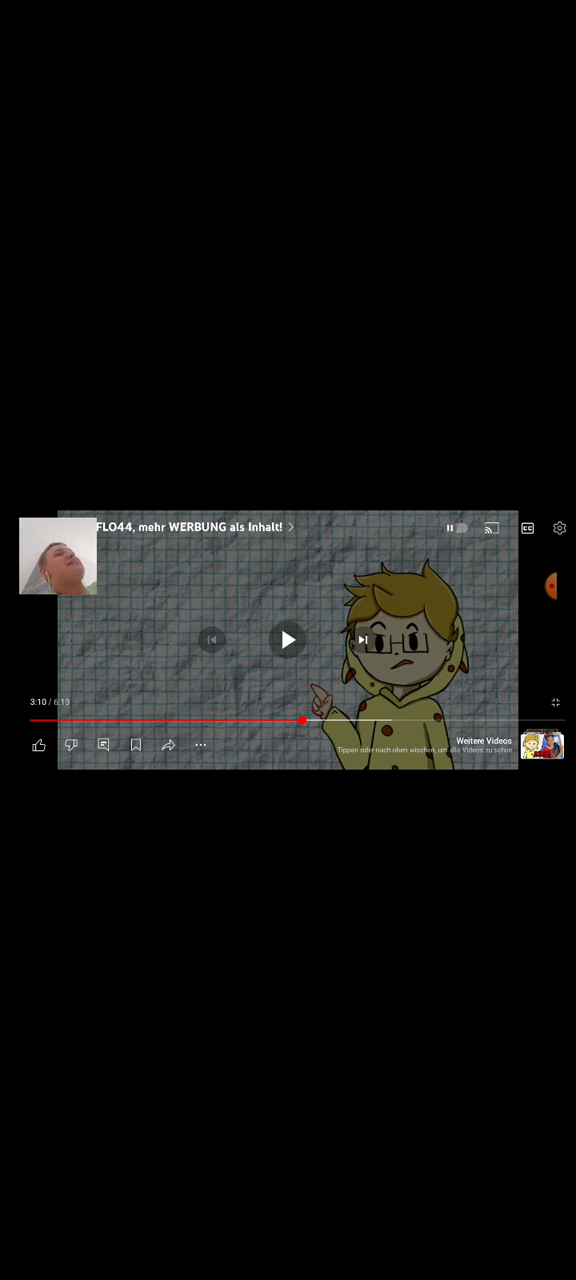 FLO44, mehr WERBUNG als Inhalt!
CC
3:10 / 6:13
Weitere Videos
Tippen oder nach oben wischen, um alle Videos zu sehen